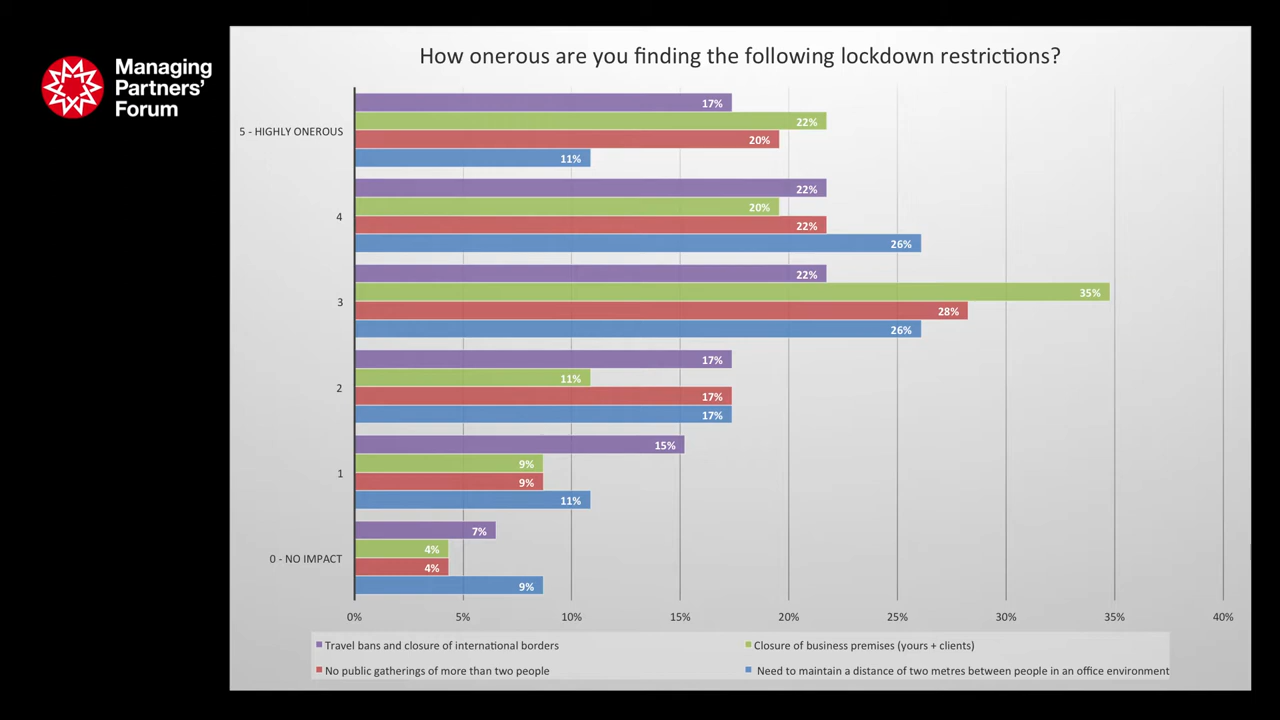 Managing
Partners'
Forum
How onerous are you finding the following lockdown restrictions?
5 - HIGHLY ONEROUS
17%
22%
20%
11%
4
22%
20%
22%
26%
3
22%
35%
28%
26%
2
17%
11%
17%
17%
1
15%
9%
9%
11%
0 - NO IMPACT
7%
4%
4%
9%
0% 5% 10% 15% 20% 25% 30% 35% 40%
Travel bans and closure of international borders
Closure of business premises (yours + clients)
No public gatherings of more than two people
Need to maintain a distance of two metres between people in an office environment